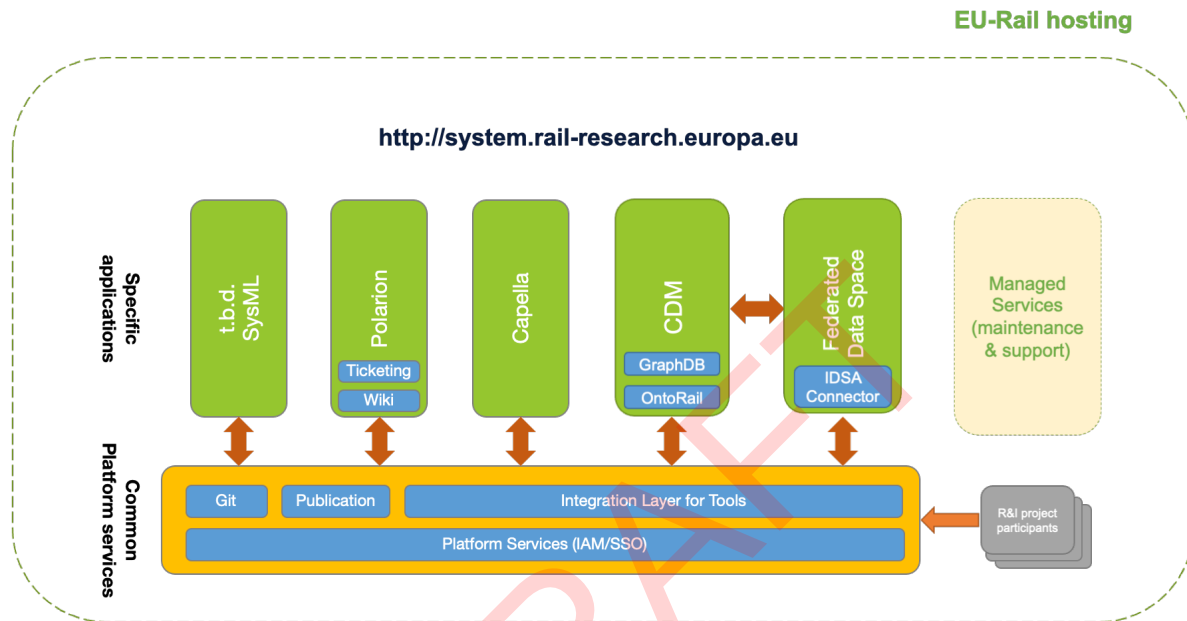 EU-Rail hosting
http://system.rail-research.europa.eu
Specific
applications
t.b.d.
SysML
Polarion
Ticketing
Wiki
Capella
CDM
GraphDB
OntoRail
Federated
Data Space
IDSA
Connector
Managed
Services
(maintenance
& support)
Common
Platform services
Git
Publication
Integration Layer for Tools
Platform Services (IAM/SSO)
R&I project
participants
DRAFT